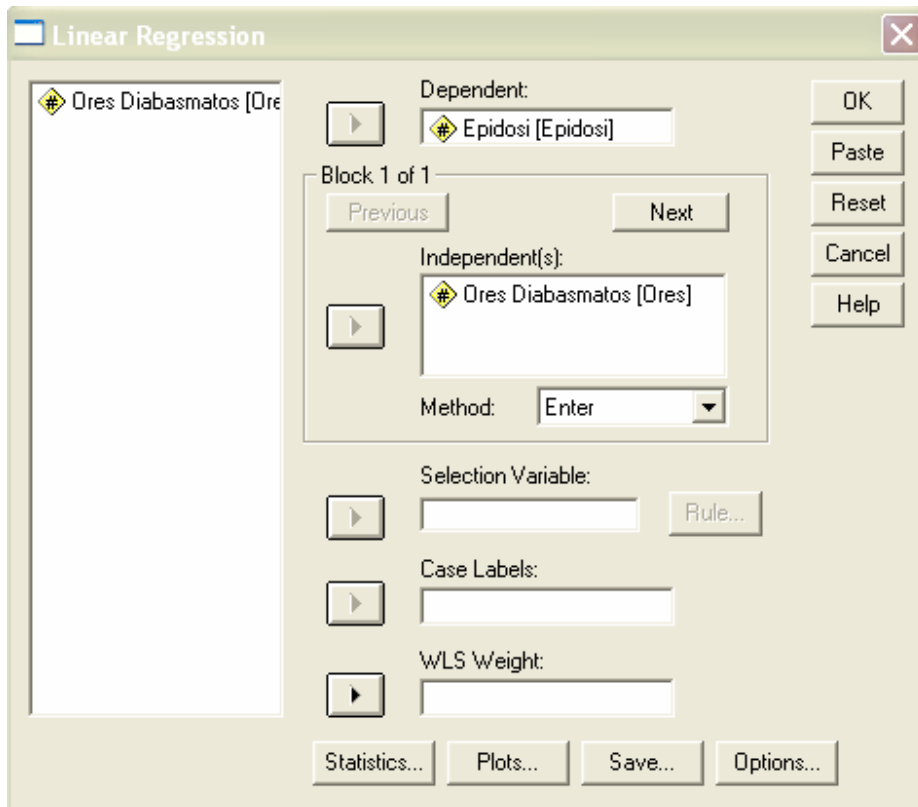 Linear Regression
Ores Diabasmatos [Ore
Dependent:
Epidosi [Epidosi]
Block 1 of 1
Previous
Next
Independent(s):
Ores Diabasmatos [Ores]
Method:
Enter
Selection Variable:
Rule...
Case Labels:
WLS Weight:
Statistics...
Plots...
Save...
Options...
OK
Paste
Reset
Cancel
Help